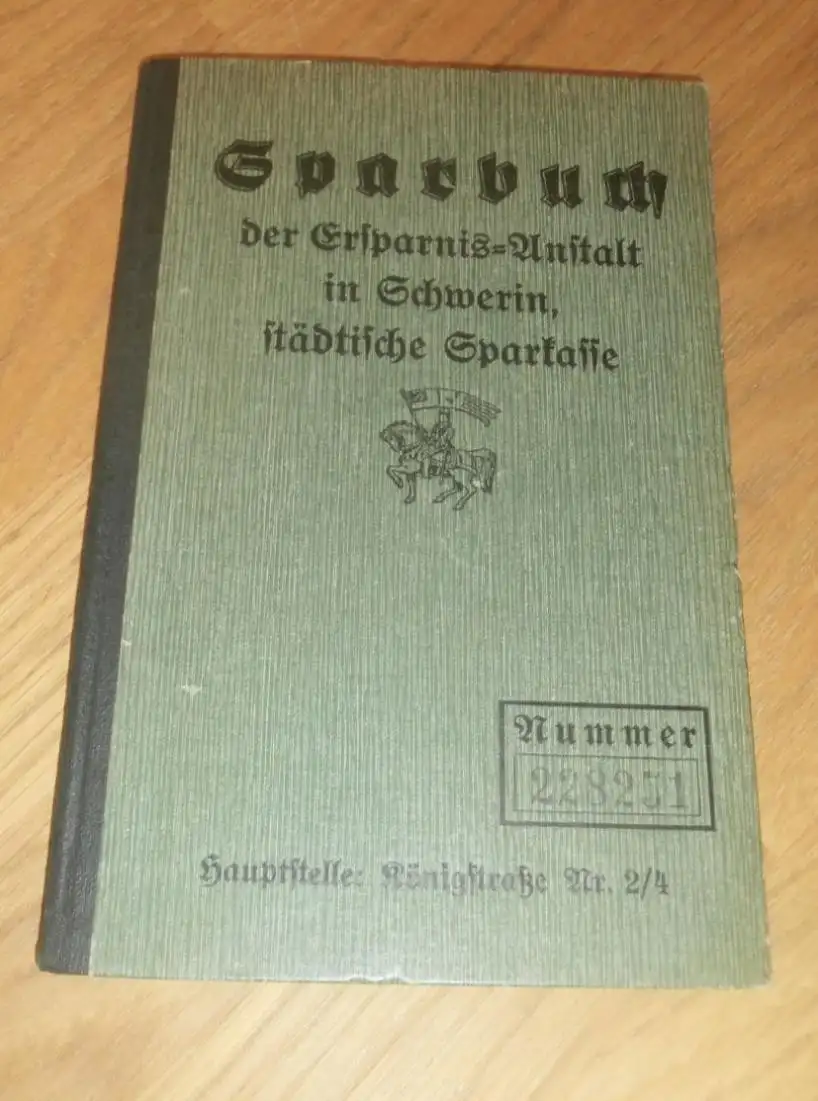 Sparbuch
der Ersparnis=Anstalt
in Schwerin,
städtische Sparkasse
Nummer
228251
Hauptstelle: Königstraße Nr. 2/4